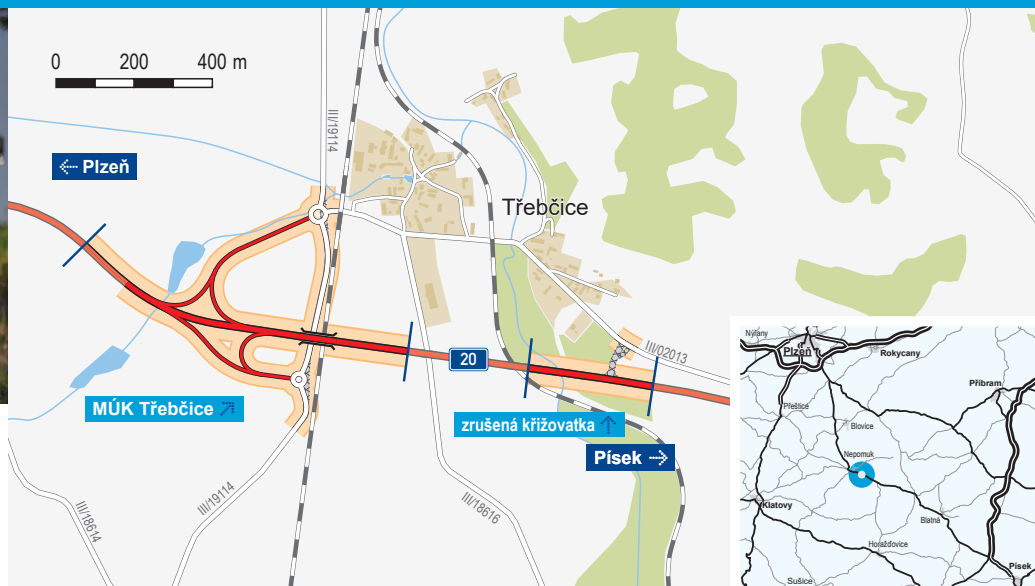 0 200 400 m
III/19114
Plzeň
Třebčice
20
III/02013
MÚK Třebčice
zrušená křižovatka
Písek
III/18614
III/19114
III/18616
Nýřany
Plzeň
Rokycany
Příbram
Přeštice
Blovice
Nepomuk
Klatovy
Blatná
Horažďovice
Sušice
Písek